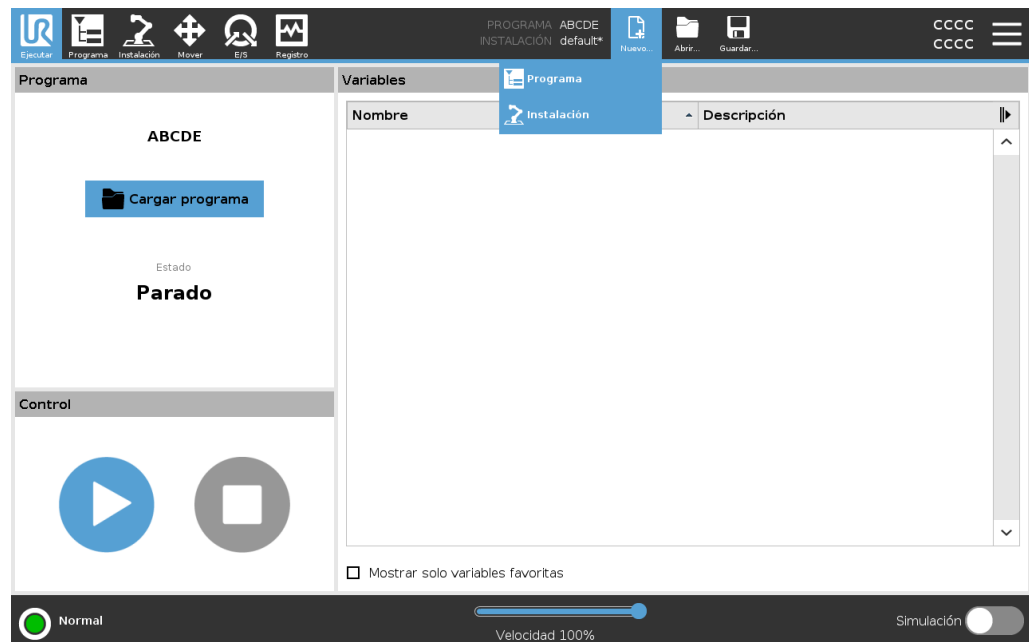 UR
Ejecutar
Programa
Instalación
Mover
E/S
Registro
PROGRAMA ABCDE
INSTALACIÓN default*
Nuevo...
Abrir...
Guardar...
CCCC
CCCC
Programa
Variables
Programa
Instalación
Nombre
Descripción
ABCDE
Cargar programa
Estado
Parado
Control
Mostrar solo variables favoritas
Normal
Velocidad 100%
Simulación